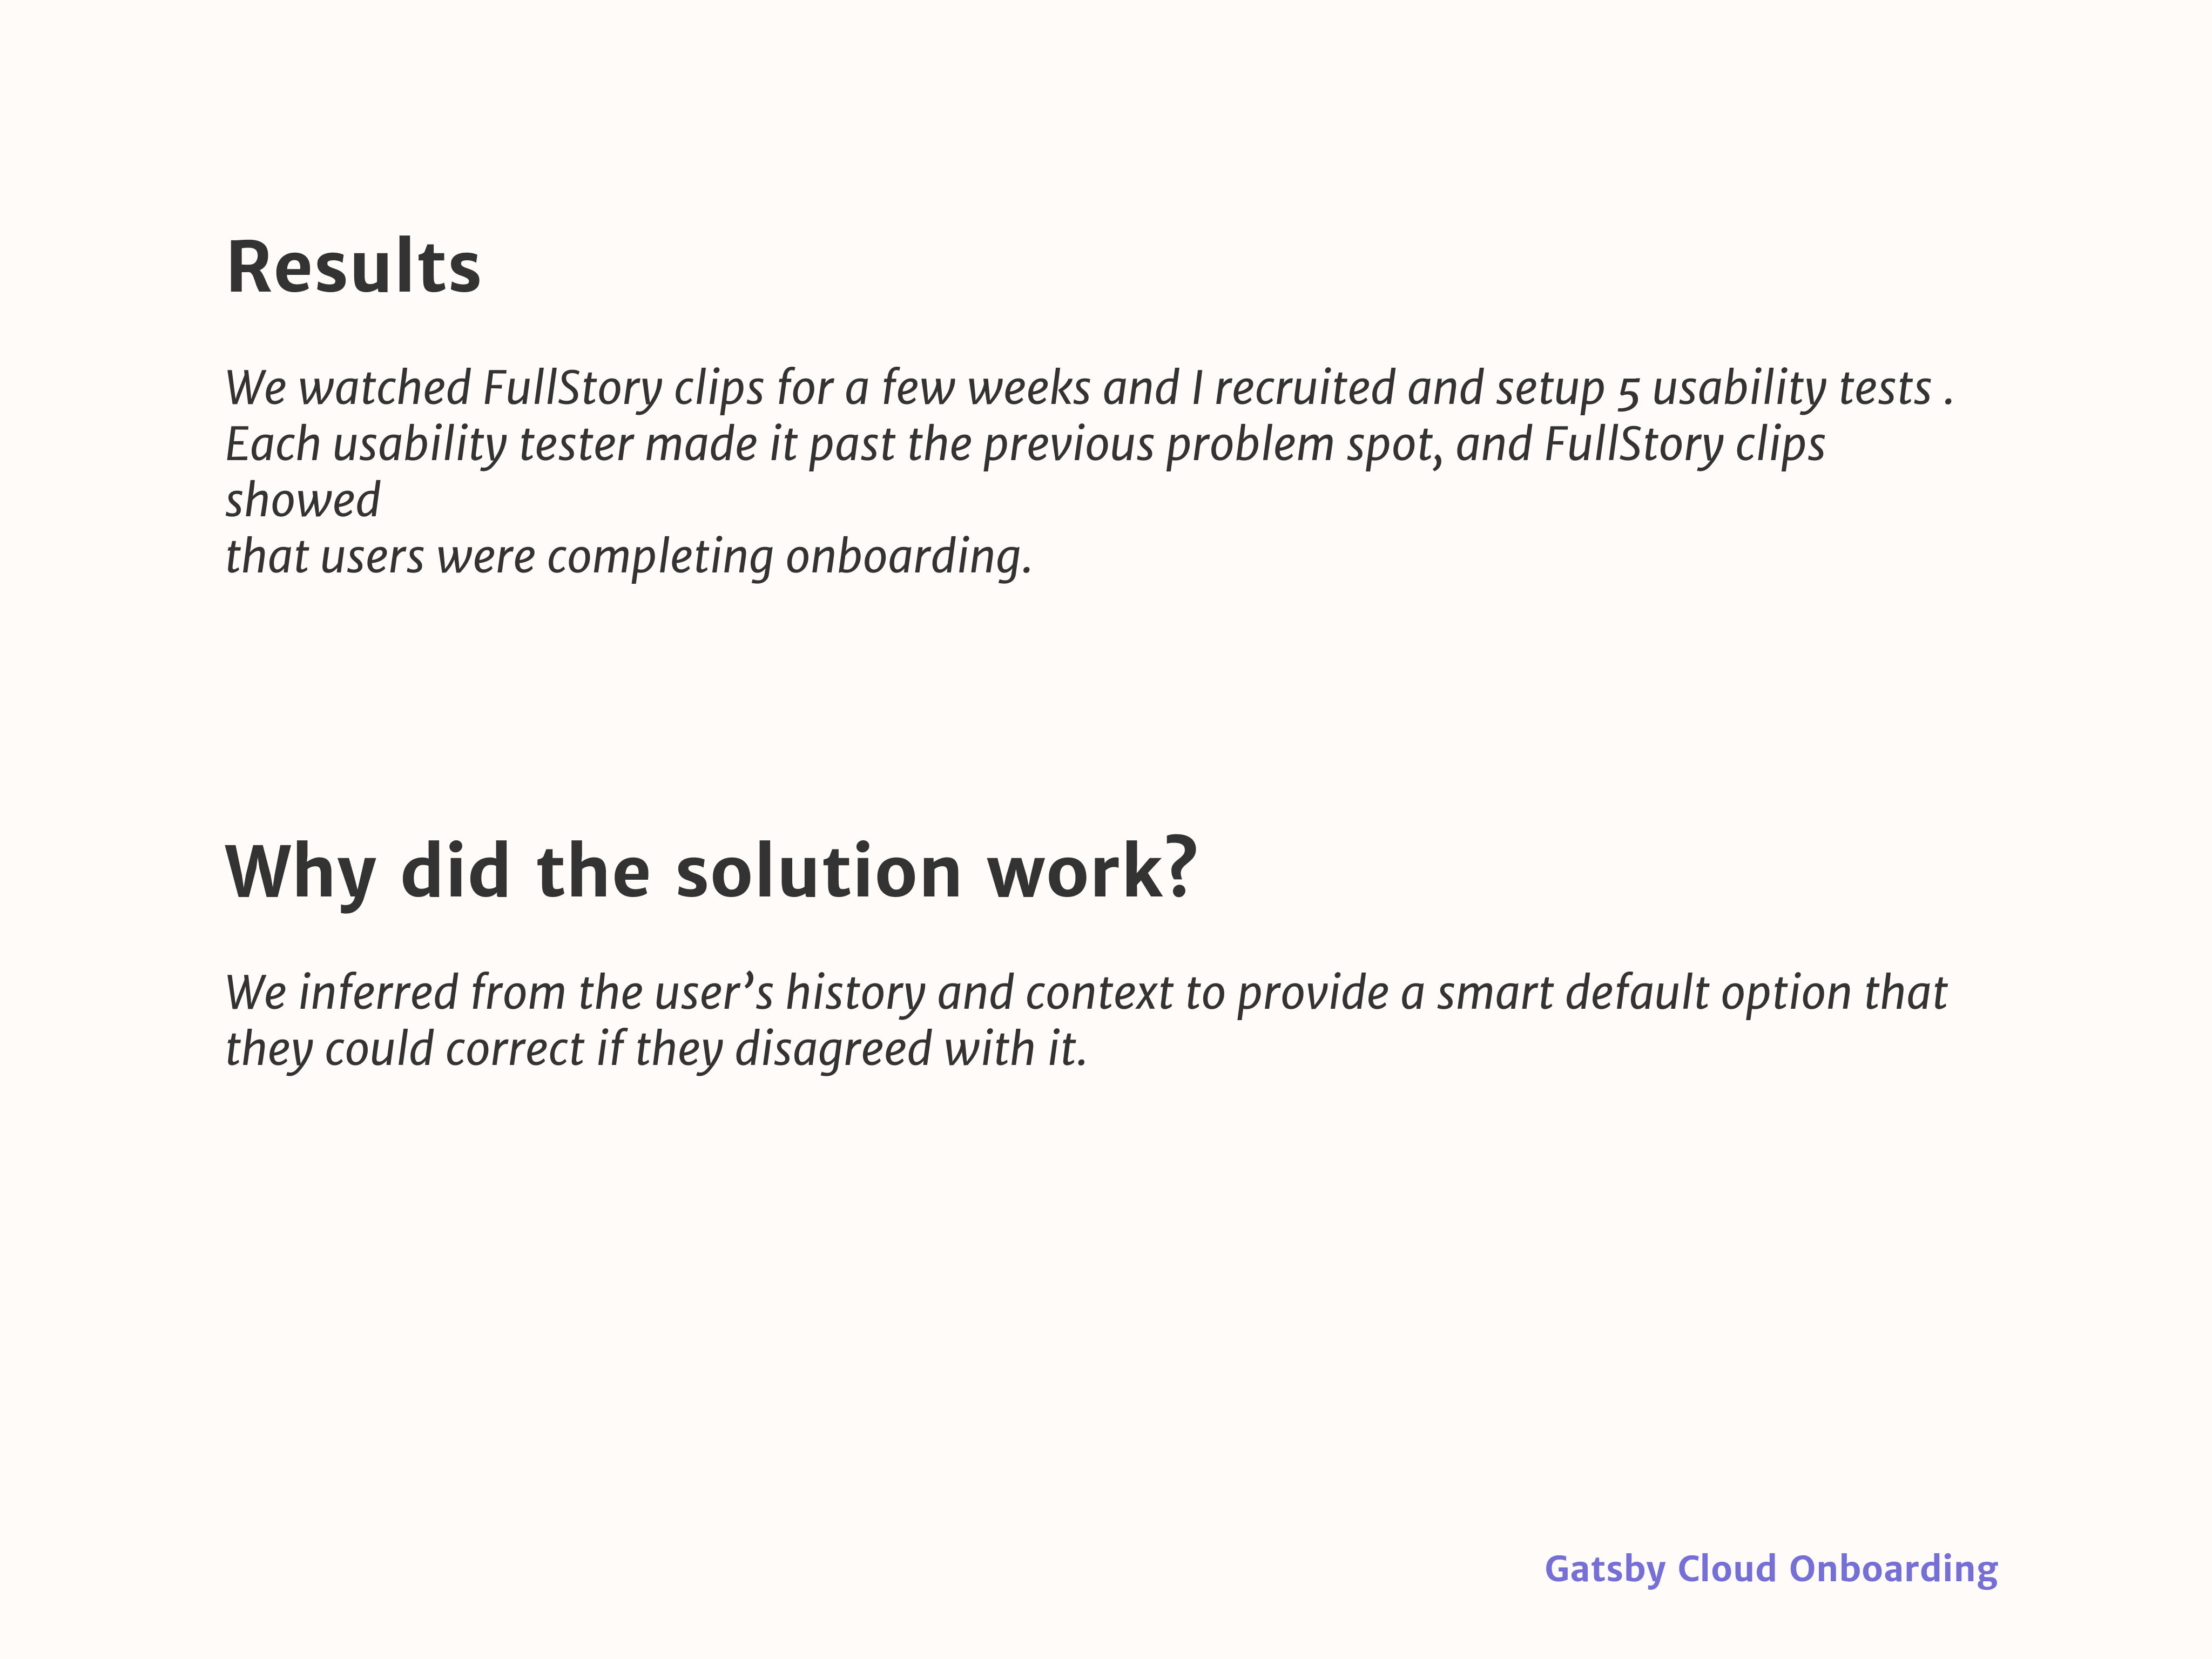 Results
We watched FullStory clips for a few weeks and I recruited and setup 5 usability tests .
Each usability tester made it past the previous problem spot, and FullStory clips
showed
that users were completing onboarding.
Why did the solution work?
We inferred from the user’s history and context to provide a smart default option that
they could correct if they disagreed with it.
Gatsby Cloud Onboarding